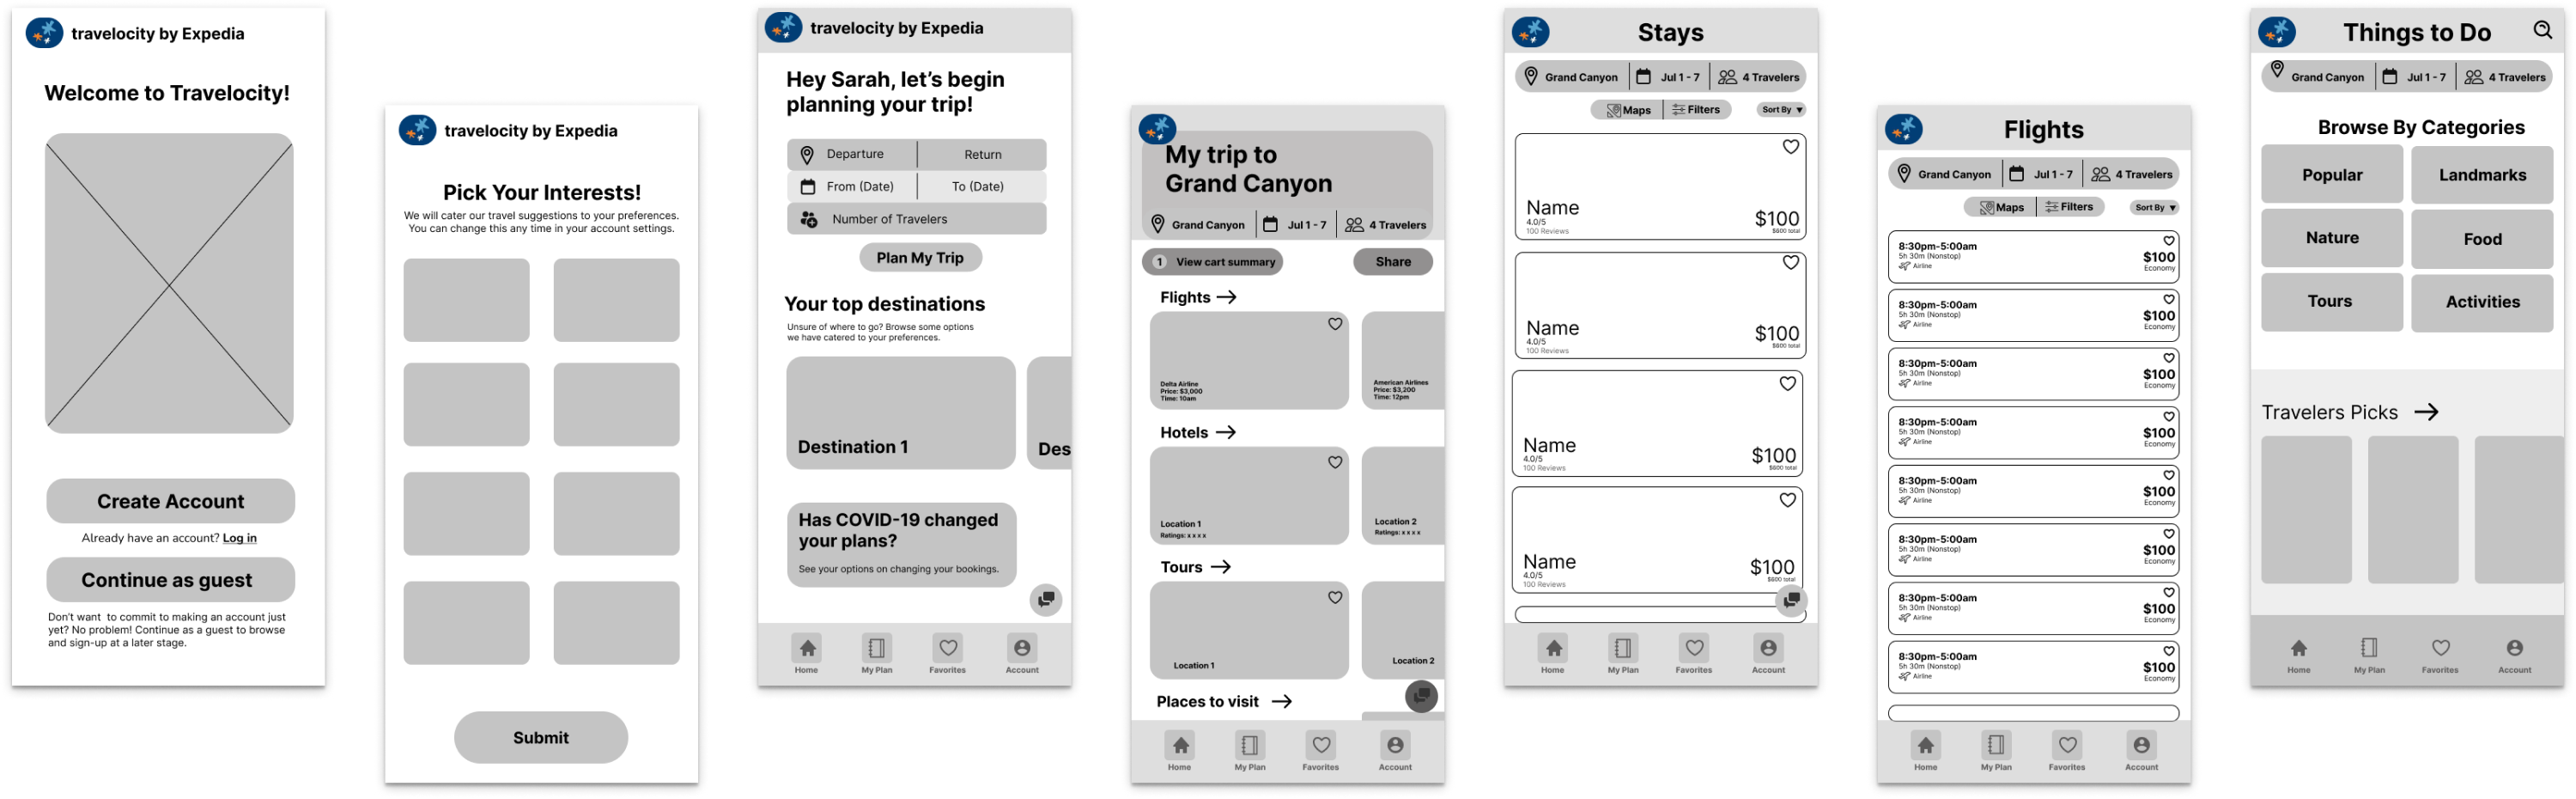 travelocity by Expedia
Welcome to Travelocity!
Create Account
Already have an account? Log in
Continue as guest
Don't want to commit to making an account just
yet? No problem! Continue as a guest to browse
and sign-up at a later stage.
travelocity by Expedia
Pick Your Interests!
We will cater our travel suggestions to your preferences.
You can change this any time in your account settings.
Submit
travelocity by Expedia
Hey Sarah, let's begin
planning your trip!
Departure Return
From (Date) To (Date)
Number of Travelers
Plan My Trip
Your top destinations
Unsure of where to go? Browse some options
we have catered to your preferences.
Destination 1 Des
Has COVID-19 changed
your plans?
See your options on changing your bookings.
Home My Plan Favorites Account
My trip to
Grand Canyon
Grand Canyon Jul 1 - 7 4 Travelers
1 View cart summary Share
Flights
Delta Airline
Price: $3,000
Time: 10am
American Airlines
Price: $3,200
Time: 12pm
Hotels
Location 1
Ratings: x x x x
Location 2
Ratings: x x x x
Tours
Location 1 Location 2
Places to visit
Home My Plan Favorites Account
Stays
Grand Canyon Jul 1 - 7 4 Travelers
Maps Filters Sort By
Name
4.0/5
100 Reviews
$100
$600 total
Name
4.0/5
100 Reviews
$100
$600 total
Name
4.0/5
100 Reviews
$100
$600 total
Name
4.0/5
100 Reviews
$100
$600 total
Home My Plan Favorites Account
Flights
Grand Canyon Jul 1 - 7 4 Travelers
Maps Filters Sort By
8:30pm-5:00am
5h 30m (Nonstop)
Airline
$100
Economy
8:30pm-5:00am
5h 30m (Nonstop)
Airline
$100
Economy
8:30pm-5:00am
5h 30m (Nonstop)
Airline
$100
Economy
8:30pm-5:00am
5h 30m (Nonstop)
Airline
$100
Economy
8:30pm-5:00am
5h 30m (Nonstop)
Airline
$100
Economy
8:30pm-5:00am
5h 30m (Nonstop)
Airline
$100
Economy
8:30pm-5:00am
5h 30m (Nonstop)
Airline
$100
Economy
8:30pm-5:00am
5h 30m (Nonstop)
Airline
$100
Economy
Home My Plan Favorites Account
Things to Do
Grand Canyon Jul 1 - 7 4 Travelers
Browse By Categories
Popular Landmarks
Nature Food
Tours Activities
Travelers Picks
Home My Plan Favorites Account